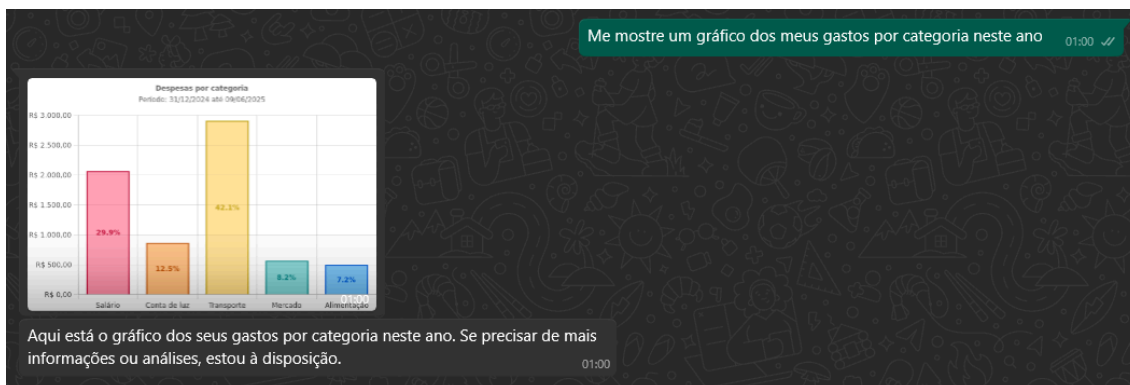 Me mostre um gráfico dos meus gastos por categoria neste ano
01:00
Despesas por categoria
Período: 31/12/2024 até 09/06/2025
R$ 3.000,00
R$ 2.500,00
R$ 2.000,00
R$ 1.500,00
R$ 1.000,00
R$ 500,00
R$ 0,00
29.9%
12.5%
42.1%
8.2%
7.2%
Salário Conta de luz Transporte Mercado Alimentação
01:00
Aqui está o gráfico dos seus gastos por categoria neste ano. Se precisar de mais
informações ou análises, estou à disposição.
01:00